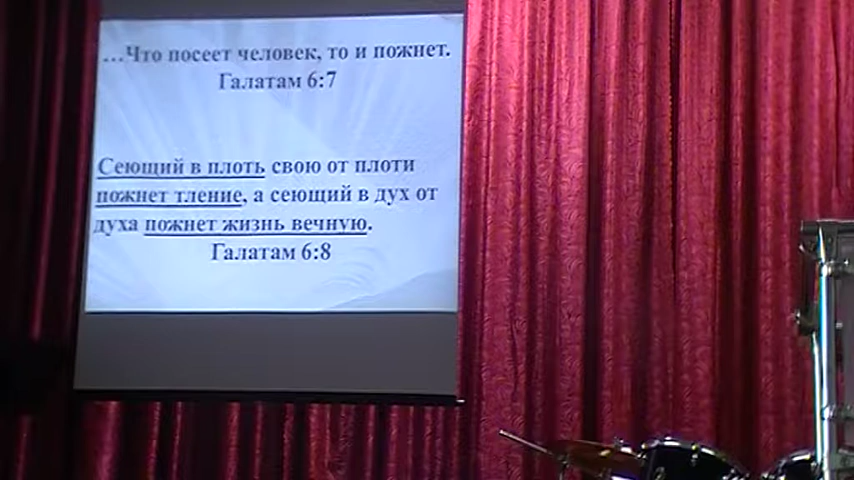 …Что посеет человек, то и пожнет.
Галатам 6:7
Сеющий в плоть свою от плоти
пожнет тление, а сеющий в дух от
духа пожнет жизнь вечную.
Галатам 6:8